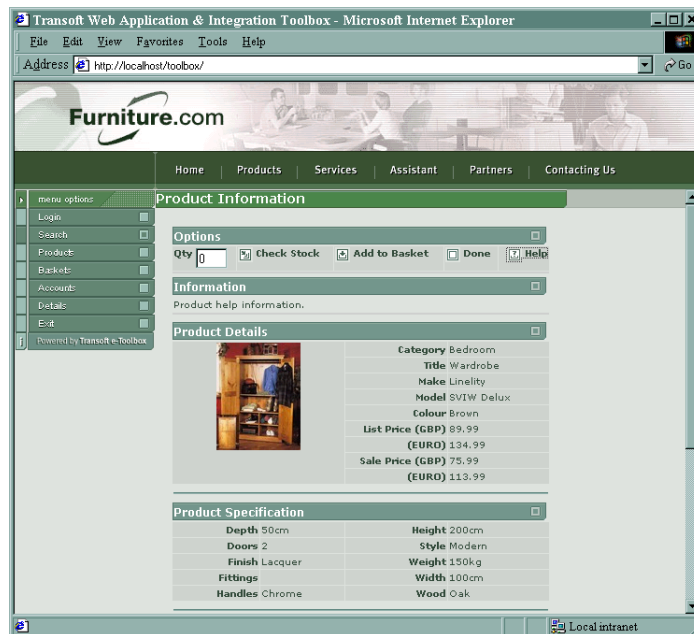 Transoft Web Application & Integration Toolbox - Microsoft Internet Explorer
File Edit View Favorites Tools Help
Address http://localhost/toolbox/ Go
Furniture.com
Home | Products | Services | Assistant | Partners | Contacting Us
menu options
Login
Search
Products
Baskets
Accounts
Details
Exit
Powered by Transoft e-Toolbox
Product Information
Options
Qty 0 Check Stock Add to Basket Done ? Help
Information
Product help information.
Product Details
Category Bedroom
Title Wardrobe
Make Linelity
Model SVIW Delux
Colour Brown
List Price (GBP) 89.99
(EURO) 134.99
Sale Price (GBP) 75.99
(EURO) 113.99
Product Specification
Depth 50cm Height 200cm
Doors 2 Style Modern
Finish Lacquer Weight 150kg
Fittings Width 100cm
Handles Chrome Wood Oak
Local intranet